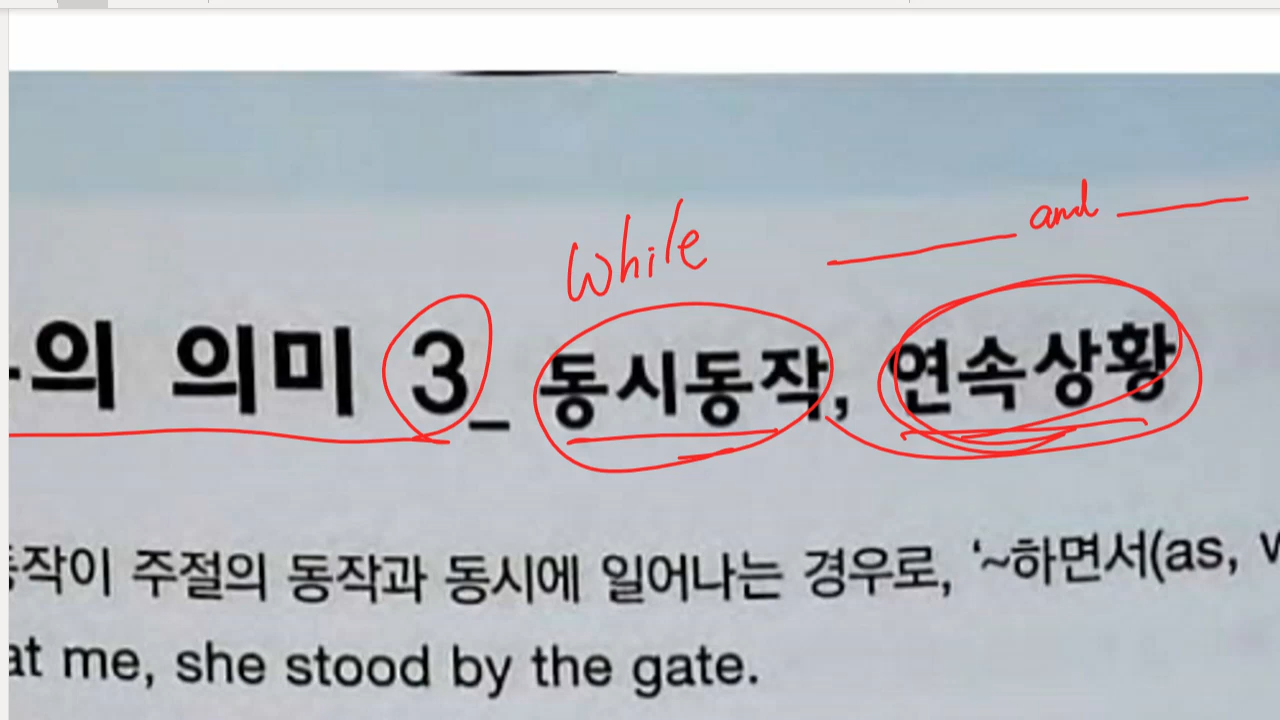 and
while
의 의미 3_ 동시동작, 연속상황
동작이 주절의 동작과 동시에 일어나는 경우로, ‘~하면서(as,
at me, she stood by the gate.